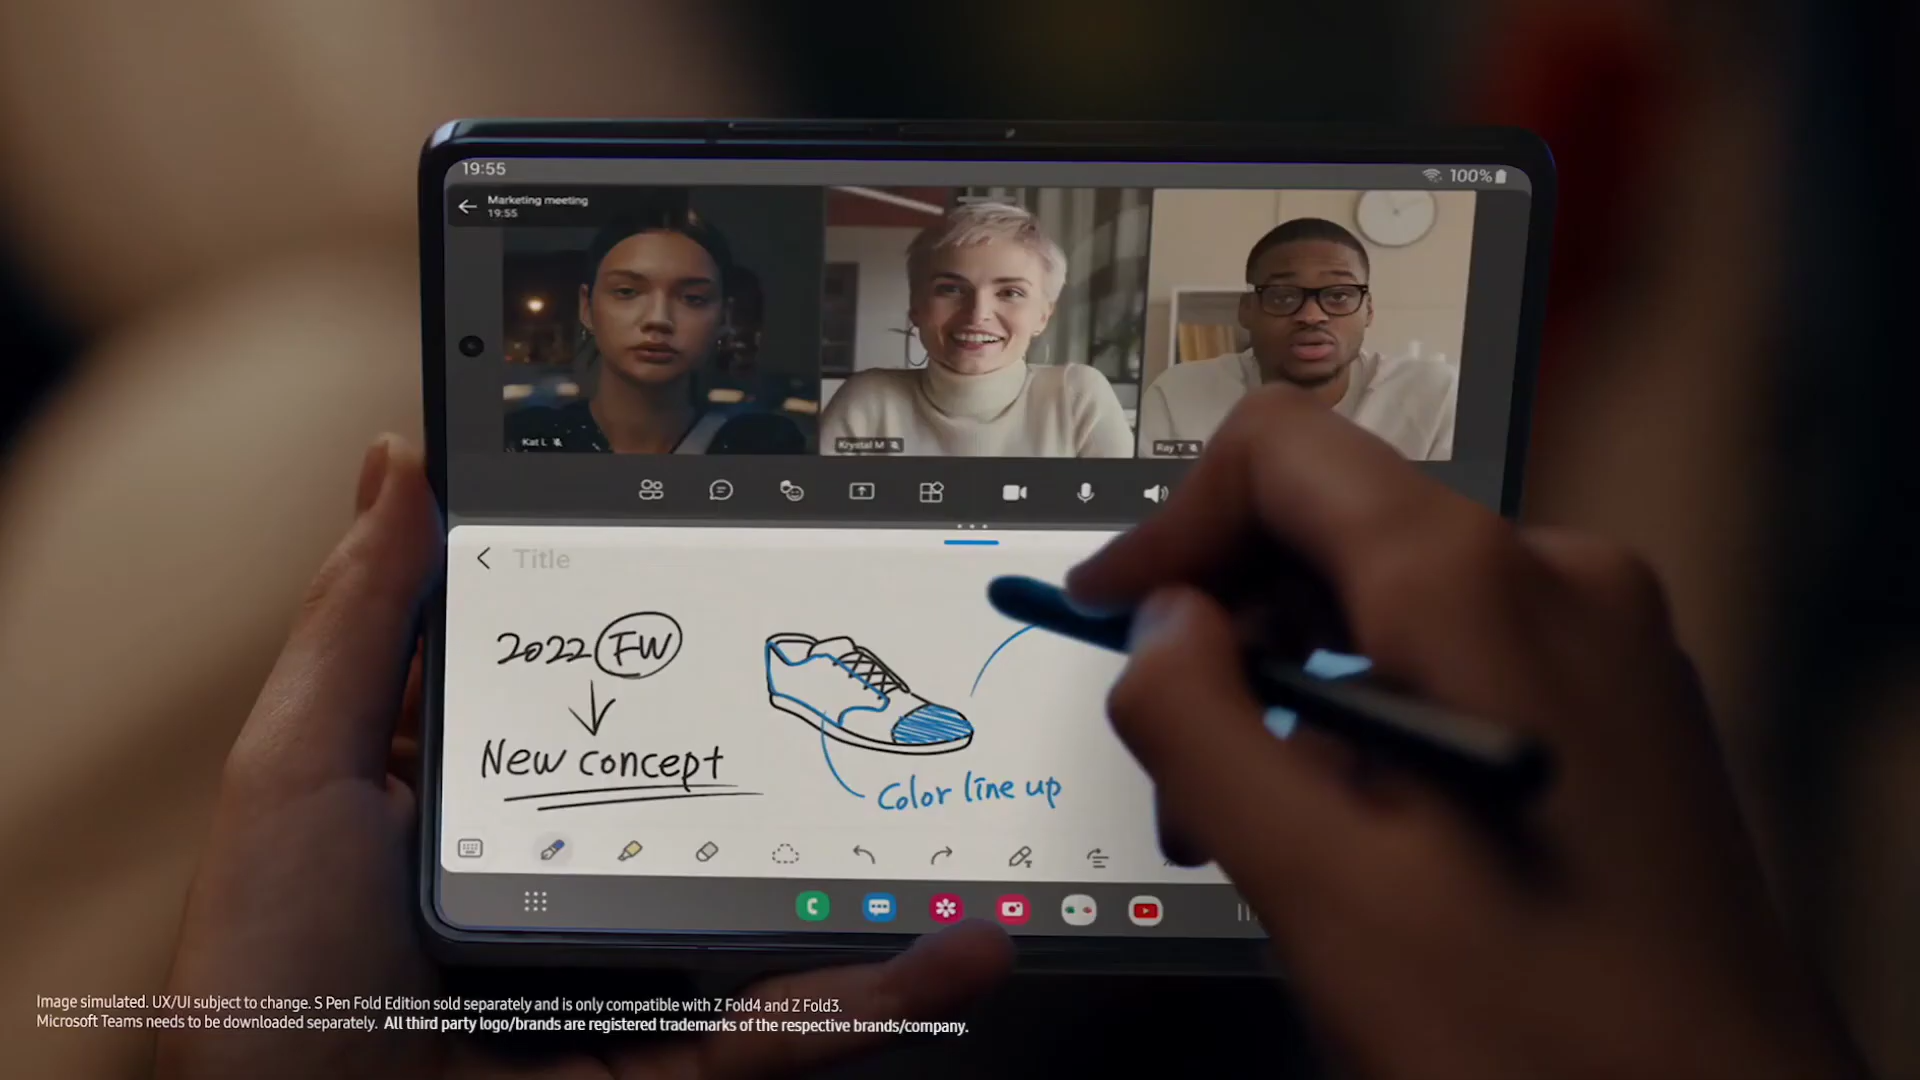 19:55
100%
Marketing meeting
19:55
Kat L
Krystal M
Ray T
Title
2022 FW
New concept
Color line up
Image simulated. UX/UI subject to change. S Pen Fold Edition sold separately and is only compatible with Z Fold4 and Z Fold3.
Microsoft Teams needs to be downloaded separately. All third party logo/brands are registered trademarks of the respective brands/company.